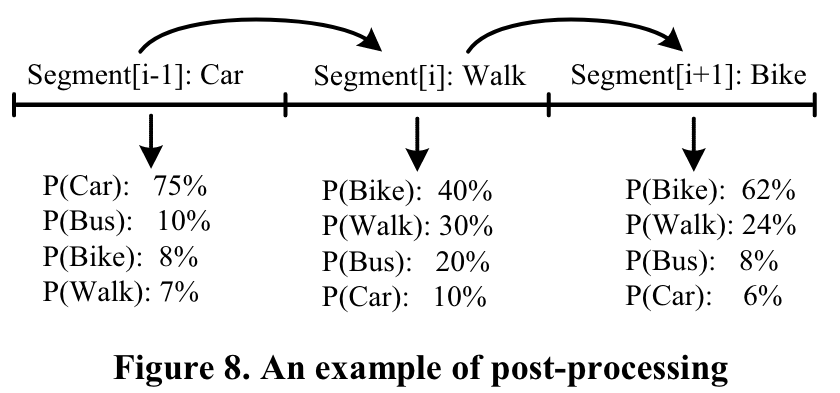 Segment[i-1]: Car Segment[i]: Walk Segment[i+1]: Bike
P(Car): 75% P(Bike): 40% P(Bike): 62%
P(Bus): 10% P(Walk): 30% P(Walk): 24%
P(Bike): 8% P(Bus): 20% P(Bus): 8%
P(Walk): 7% P(Car): 10% P(Car): 6%
Figure 8. An example of post-processing